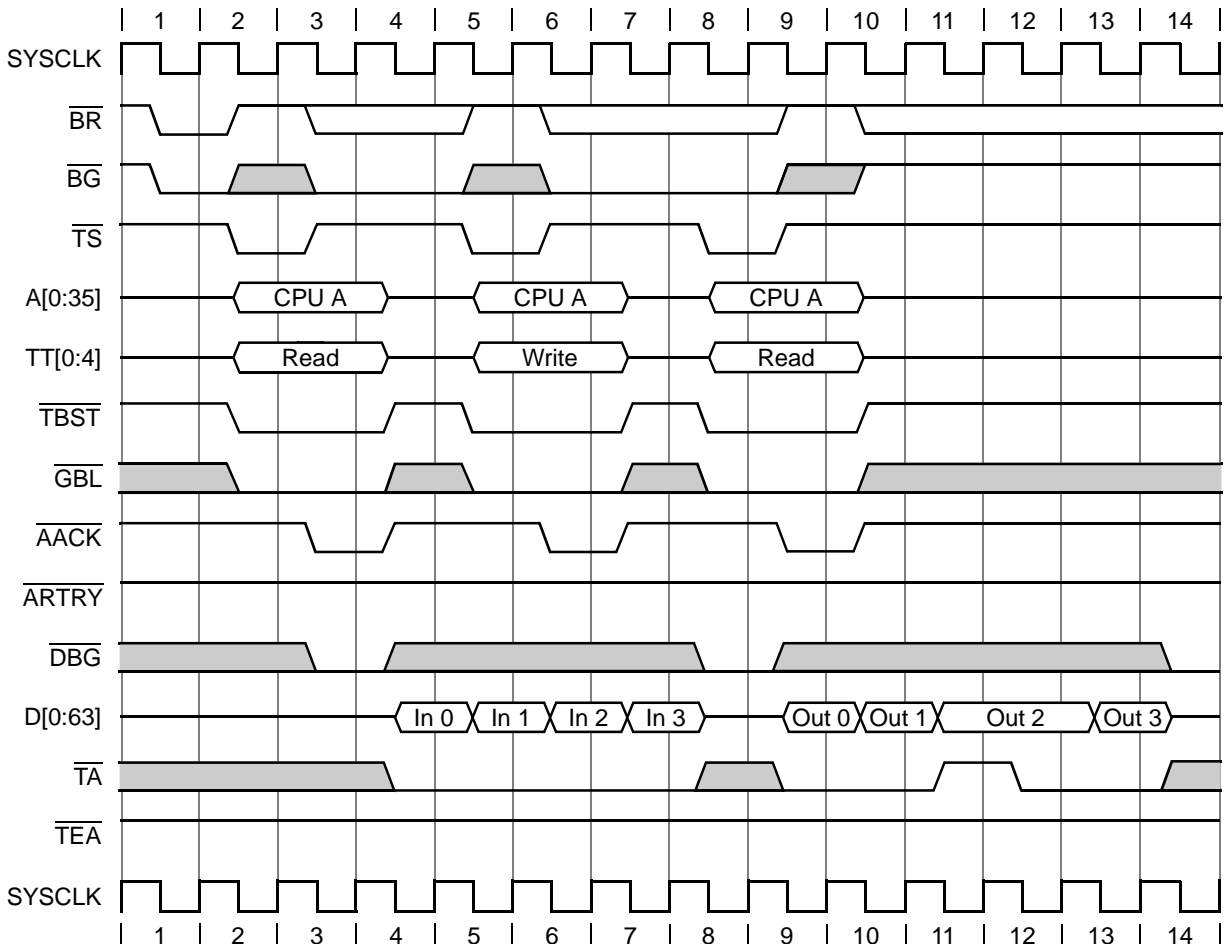 1 2 3 4 5 6 7 8 9 10 11 12 13 14
SYSCLK
BR
BG
TS
A[0:35] CPU A CPU A CPU A
TT[0:4] Read Write Read
TBST
GBL
AACK
ARTRY
DBG
D[0:63] In 0 In 1 In 2 In 3 Out 0 Out 1 Out 2 Out 3
TA
TEA
SYSCLK
1 2 3 4 5 6 7 8 9 10 11 12 13 14